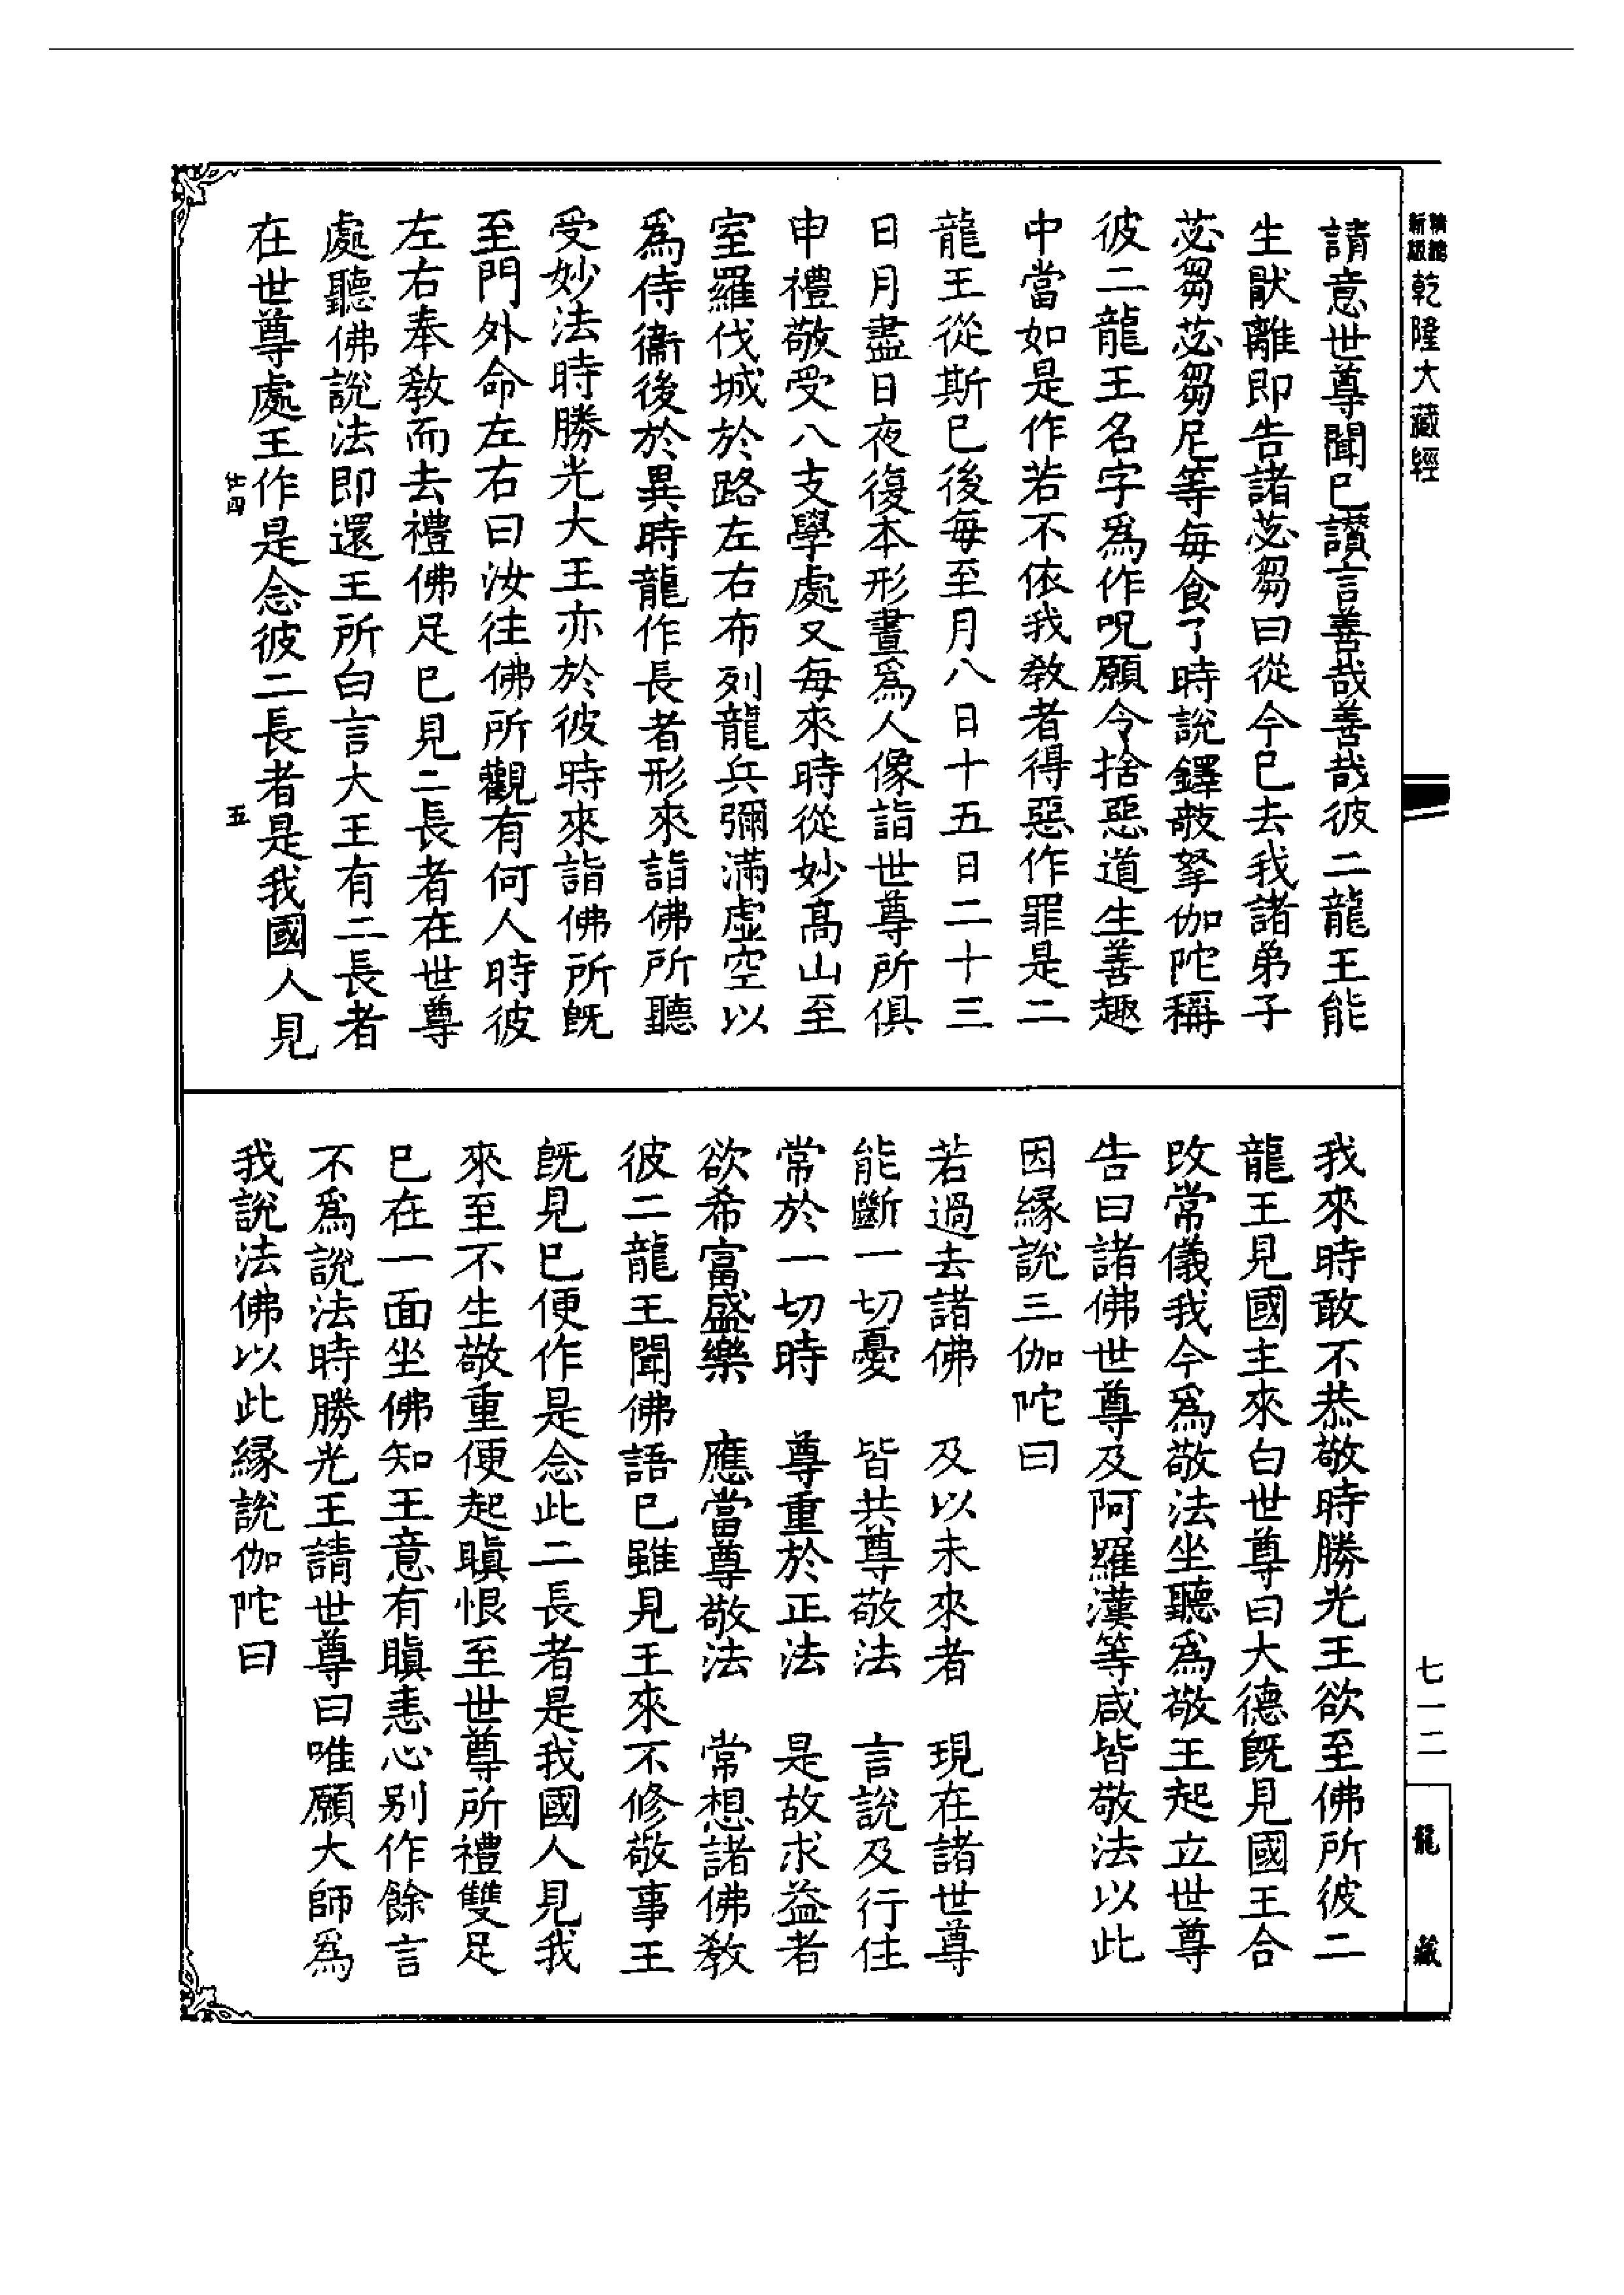 新版
精縮
乾隆大藏經
請意世尊聞已讚言善哉善哉彼二龍王能
生猒離即告諸苾芻曰從今已去我諸弟子
苾芻苾芻尼等每食了時說鐸敧拏伽陀稱
彼二龍王名字爲作呪願令捨惡道生善趣
中當如是作若不依我教者得惡作罪是二
龍王從斯已後每至月八日十五日二十三
日月盡日夜復本形晝爲人像詣世尊所俱
申禮敬受八支學處又每來時從妙高山至
室羅伐城於路左右布列龍兵彌滿虛空以
爲侍衞後於異時龍作長者形來詣佛所聽
受妙法時勝光大王亦於彼時來詣佛所既
至門外命左右曰汝往佛所觀有何人時彼
左右奉教而去禮佛足已見二長者在世尊
處聽佛說法即還王所白言大王有二長者
在世尊處王作是念彼二長者是我國人見
仕四
五
我來時敢不恭敬時勝光王欲至佛所彼二
龍王見國主來白世尊曰大德既見國王合
改常儀我今爲敬法坐聽爲敬王起立世尊
告曰諸佛世尊及阿羅漢等咸皆敬法以此
因緣說三伽陀曰
若過去諸佛　及以未來者　現在諸世尊
能斷一切憂　皆共尊敬法　言說及行住
常於一切時　尊重於正法　是故求益者
欲希富盛樂　應當尊敬法　常想諸佛教
彼二龍王聞佛語已雖見王來不修敬事王
既見已便作是念此二長者是我國人見我
來至不生敬重便起瞋恨至世尊所禮雙足
已在一面坐佛知王意有瞋恚心别作餘言
不爲說法時勝光王請世尊曰唯願大師爲
我說法佛以此緣說伽陀曰
七一二
龍藏